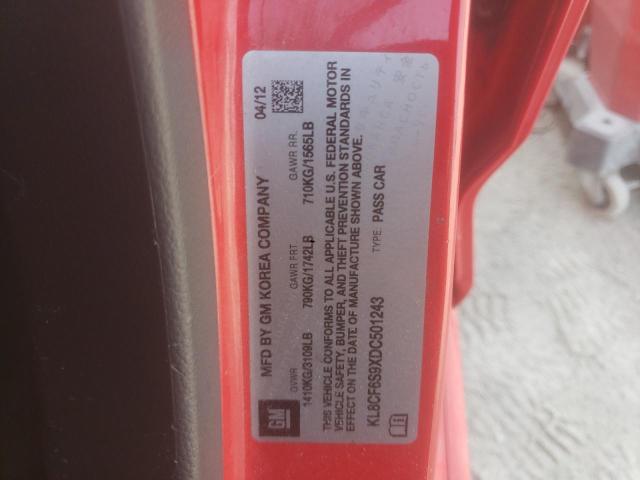 GM
MFD BY GM KOREA COMPANY 04/12
GVWR GAWR FRT GAWR RR.
1410KG/3109LB 790KG/1742LB 710KG/1565LB
THIS VEHICLE CONFORMS TO ALL APPLICABLE U.S. FEDERAL MOTOR
VEHICLE SAFETY, BUMPER, AND THEFT PREVENTION STANDARDS IN
EFFECT ON THE DATE OF MANUFACTURE SHOWN ABOVE.
KL8CF6S9XDC501243 TYPE: PASS CAR